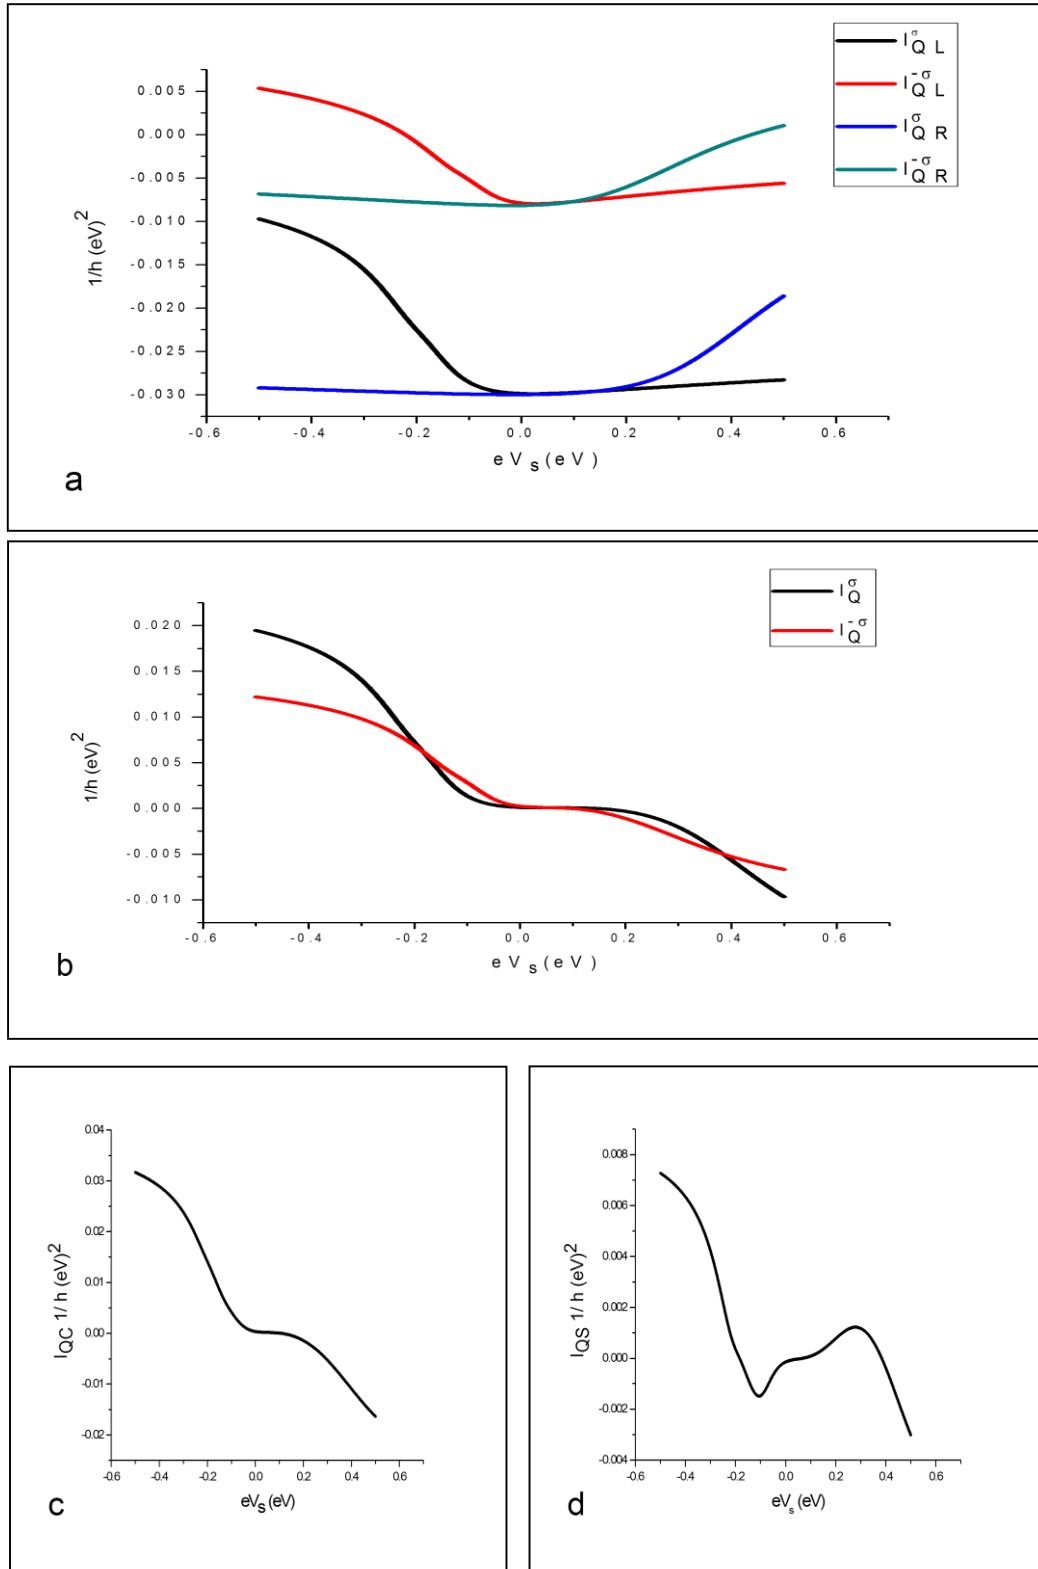 I^σ_Q L
I^-σ_Q L
I^σ_Q R
I^-σ_Q R
0.005
0.000
-0.005
-0.010
-0.015
-0.020
-0.025
-0.030
1/h (eV)^2
-0.6 -0.4 -0.2 0.0 0.2 0.4 0.6
eV_s (eV)
a
I^σ_Q
I^-σ_Q
0.020
0.015
0.010
0.005
0.000
-0.005
-0.010
1/h (eV)^2
-0.6 -0.4 -0.2 0.0 0.2 0.4 0.6
eV_s (eV)
b
0.04
0.03
0.02
0.01
0.00
-0.01
-0.02
I_QC 1/h (eV)^2
-0.6 -0.4 -0.2 0.0 0.2 0.4 0.6
eV_s (eV)
c
0.008
0.006
0.004
0.002
0.000
-0.002
-0.004
I_QS 1/h (eV)^2
-0.6 -0.4 -0.2 0.0 0.2 0.4 0.6
eV_s (eV)
d